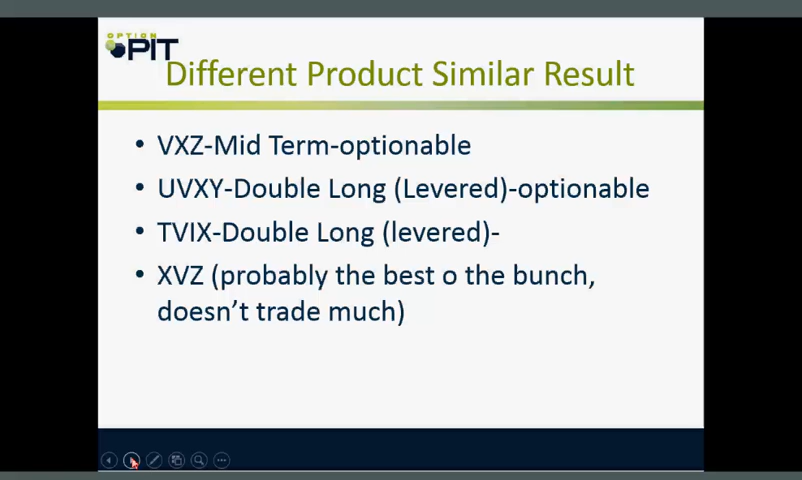 OPTION
PIT
Different Product Similar Result
• VXZ-Mid Term-optionable
• UVXY-Double Long (Levered)-optionable
• TVIX-Double Long (levered)-
• XVZ (probably the best o the bunch,
doesn’t trade much)